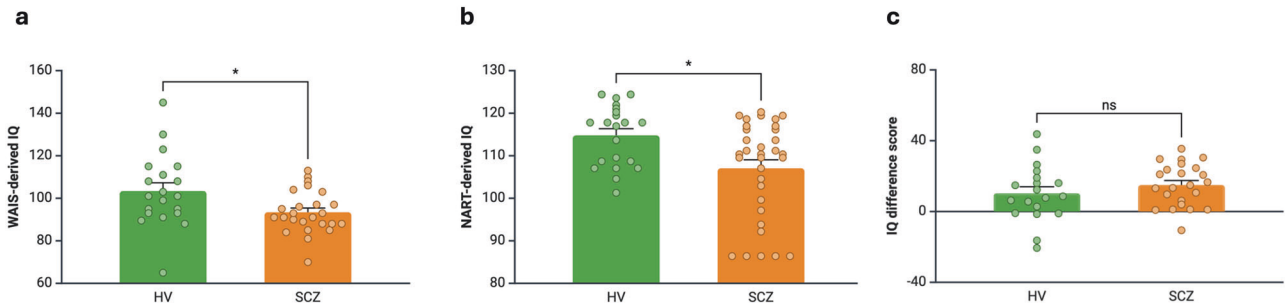 a
WAIS-derived IQ
160
140
120
100
80
60
*
HV
SCZ
b
NART-derived IQ
130
120
110
100
90
80
*
HV
SCZ
c
IQ difference score
80
40
0
-40
ns
HV
SCZ